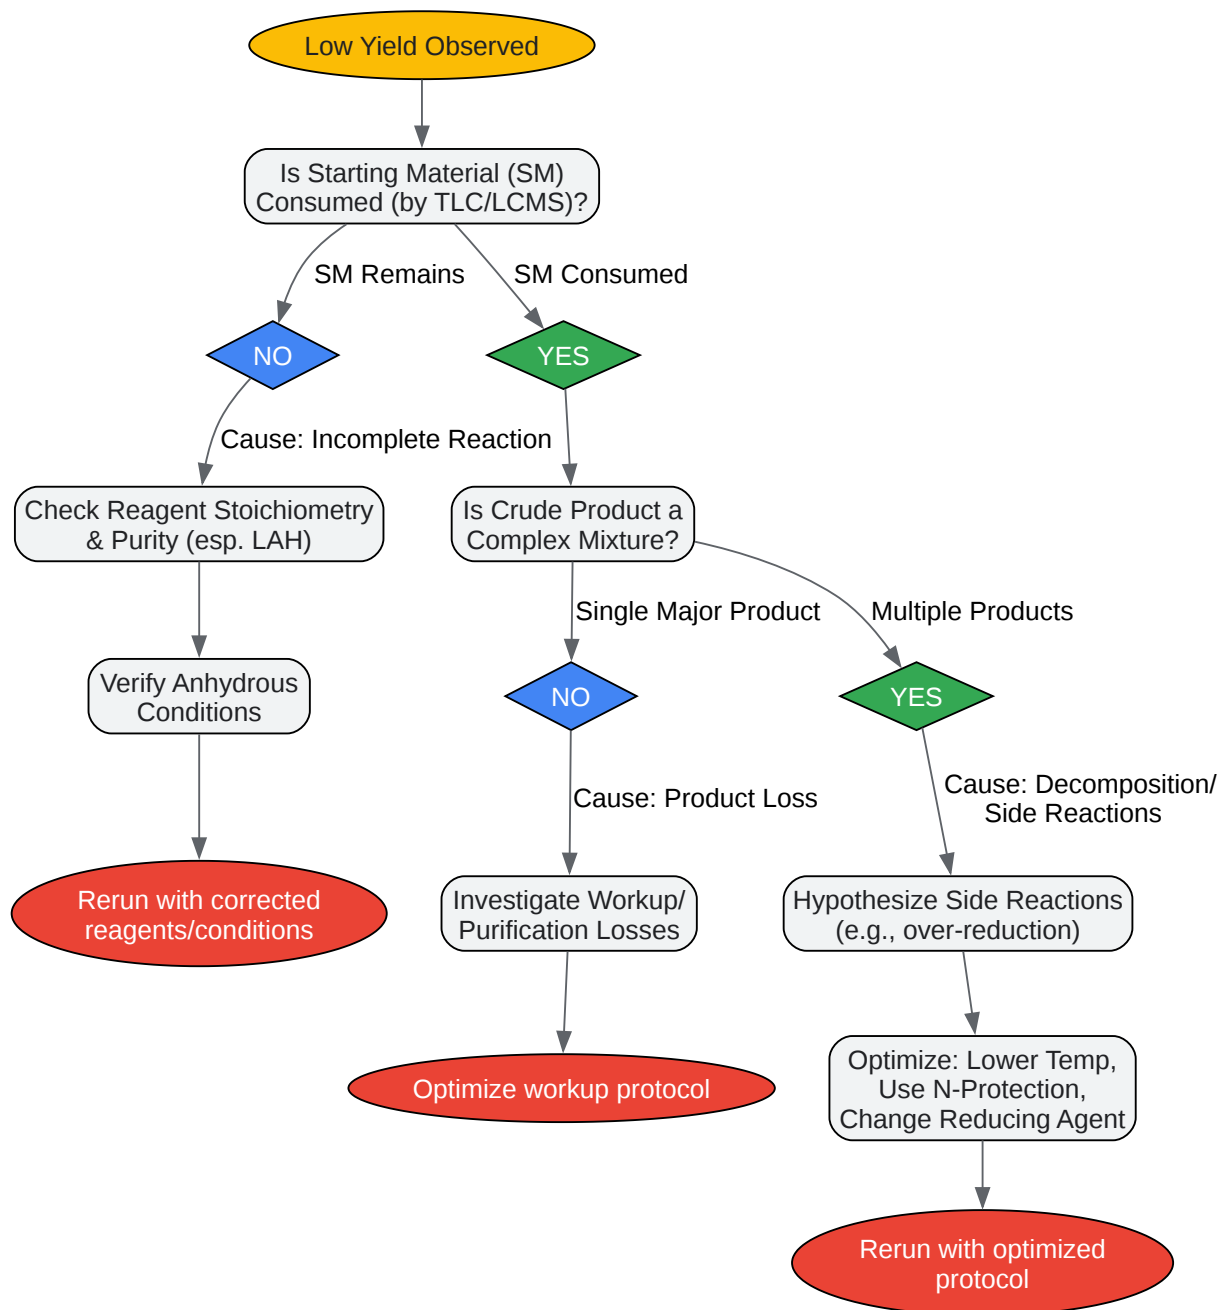 Low Yield Observed
Is Starting Material (SM)
Consumed (by TLC/LCMS)?
SM Remains
SM Consumed
NO
YES
Cause: Incomplete Reaction
Check Reagent Stoichiometry
& Purity (esp. LAH)
Is Crude Product a
Complex Mixture?
Single Major Product
Multiple Products
Verify Anhydrous
Conditions
NO
YES
Cause: Product Loss
Cause: Decomposition/
Side Reactions
Rerun with corrected
reagents/conditions
Investigate Workup/
Purification Losses
Hypothesize Side Reactions
(e.g., over-reduction)
Optimize workup protocol
Optimize: Lower Temp,
Use N-Protection,
Change Reducing Agent
Rerun with optimized
protocol